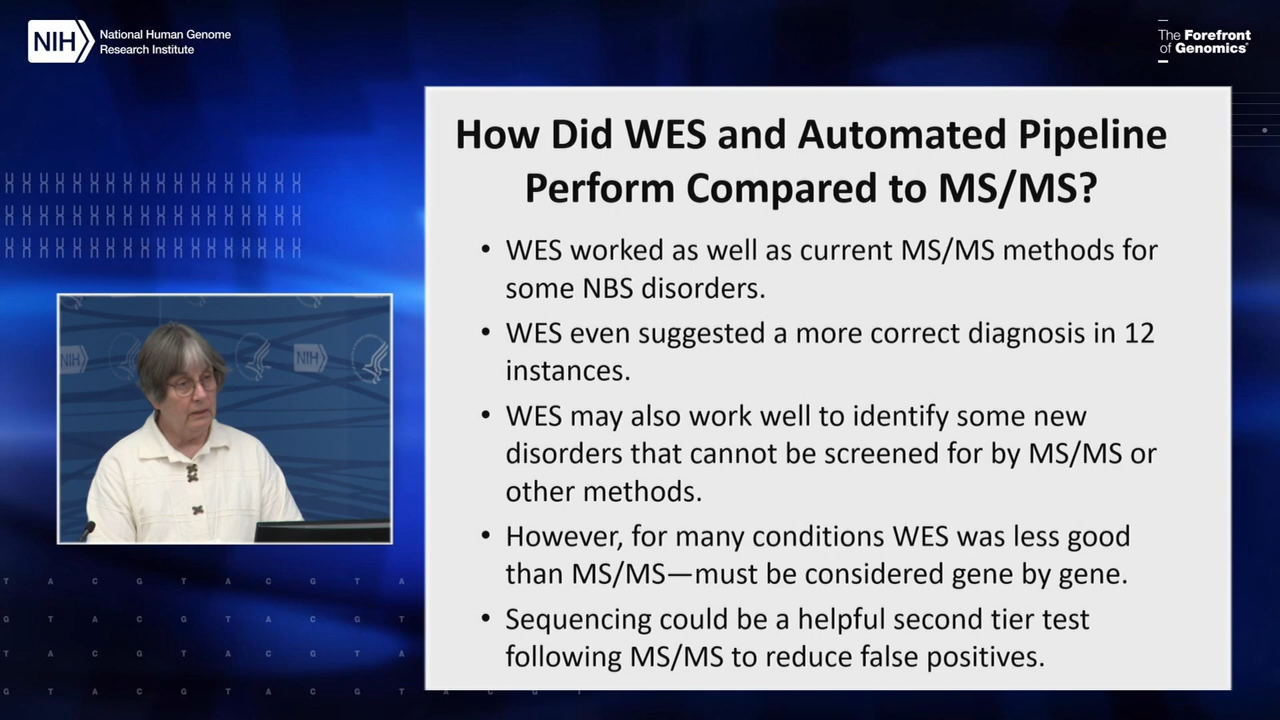 NIH
National Human Genome
Research Institute
The Forefront
of Genomics®
How Did WES and Automated Pipeline
Perform Compared to MS/MS?
• WES worked as well as current MS/MS methods for
some NBS disorders.
• WES even suggested a more correct diagnosis in 12
instances.
• WES may also work well to identify some new
disorders that cannot be screened for by MS/MS or
other methods.
• However, for many conditions WES was less good
than MS/MS—must be considered gene by gene.
• Sequencing could be a helpful second tier test
following MS/MS to reduce false positives.
NIH
NIH
T A C G T A C G T A
G T A C G T A C G T
T A C G T A C G T A
G T A C G T A C G T A C G T